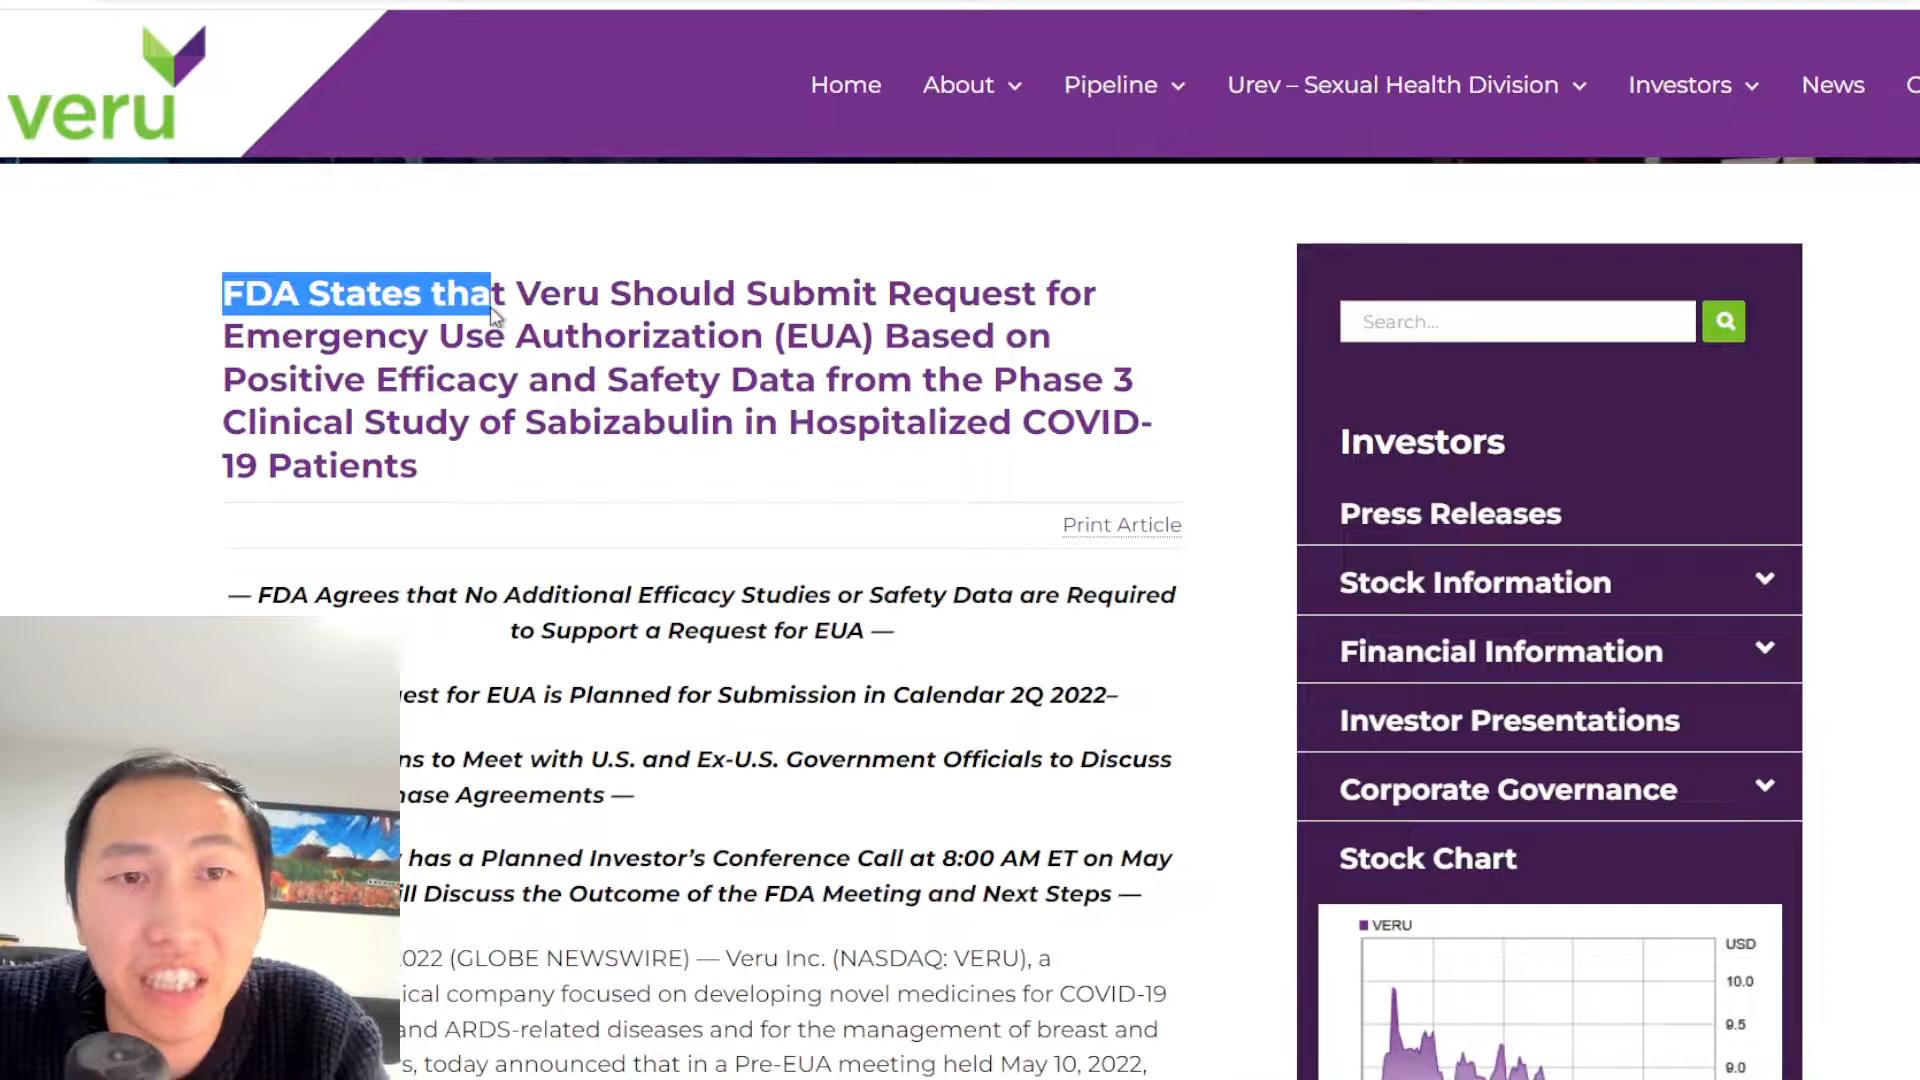 veru
Home About Pipeline Urev – Sexual Health Division Investors News
FDA States that Veru Should Submit Request for
Emergency Use Authorization (EUA) Based on
Positive Efficacy and Safety Data from the Phase 3
Clinical Study of Sabizabulin in Hospitalized COVID-
19 Patients
Print Article
— FDA Agrees that No Additional Efficacy Studies or Safety Data are Required
to Support a Request for EUA —
for EUA is Planned for Submission in Calendar 2Q 2022–
to Meet with U.S. and Ex-U.S. Government Officials to Discuss
Agreements —
has a Planned Investor’s Conference Call at 8:00 AM ET on May
Discuss the Outcome of the FDA Meeting and Next Steps —
2022 (GLOBE NEWSWIRE) — Veru Inc. (NASDAQ: VERU), a
company focused on developing novel medicines for COVID-19
and ARDS-related diseases and for the management of breast and
today announced that in a Pre-EUA meeting held May 10, 2022,
Search...
Investors
Press Releases
Stock Information
Financial Information
Investor Presentations
Corporate Governance
Stock Chart
VERU
USD
10.0
9.5
9.0